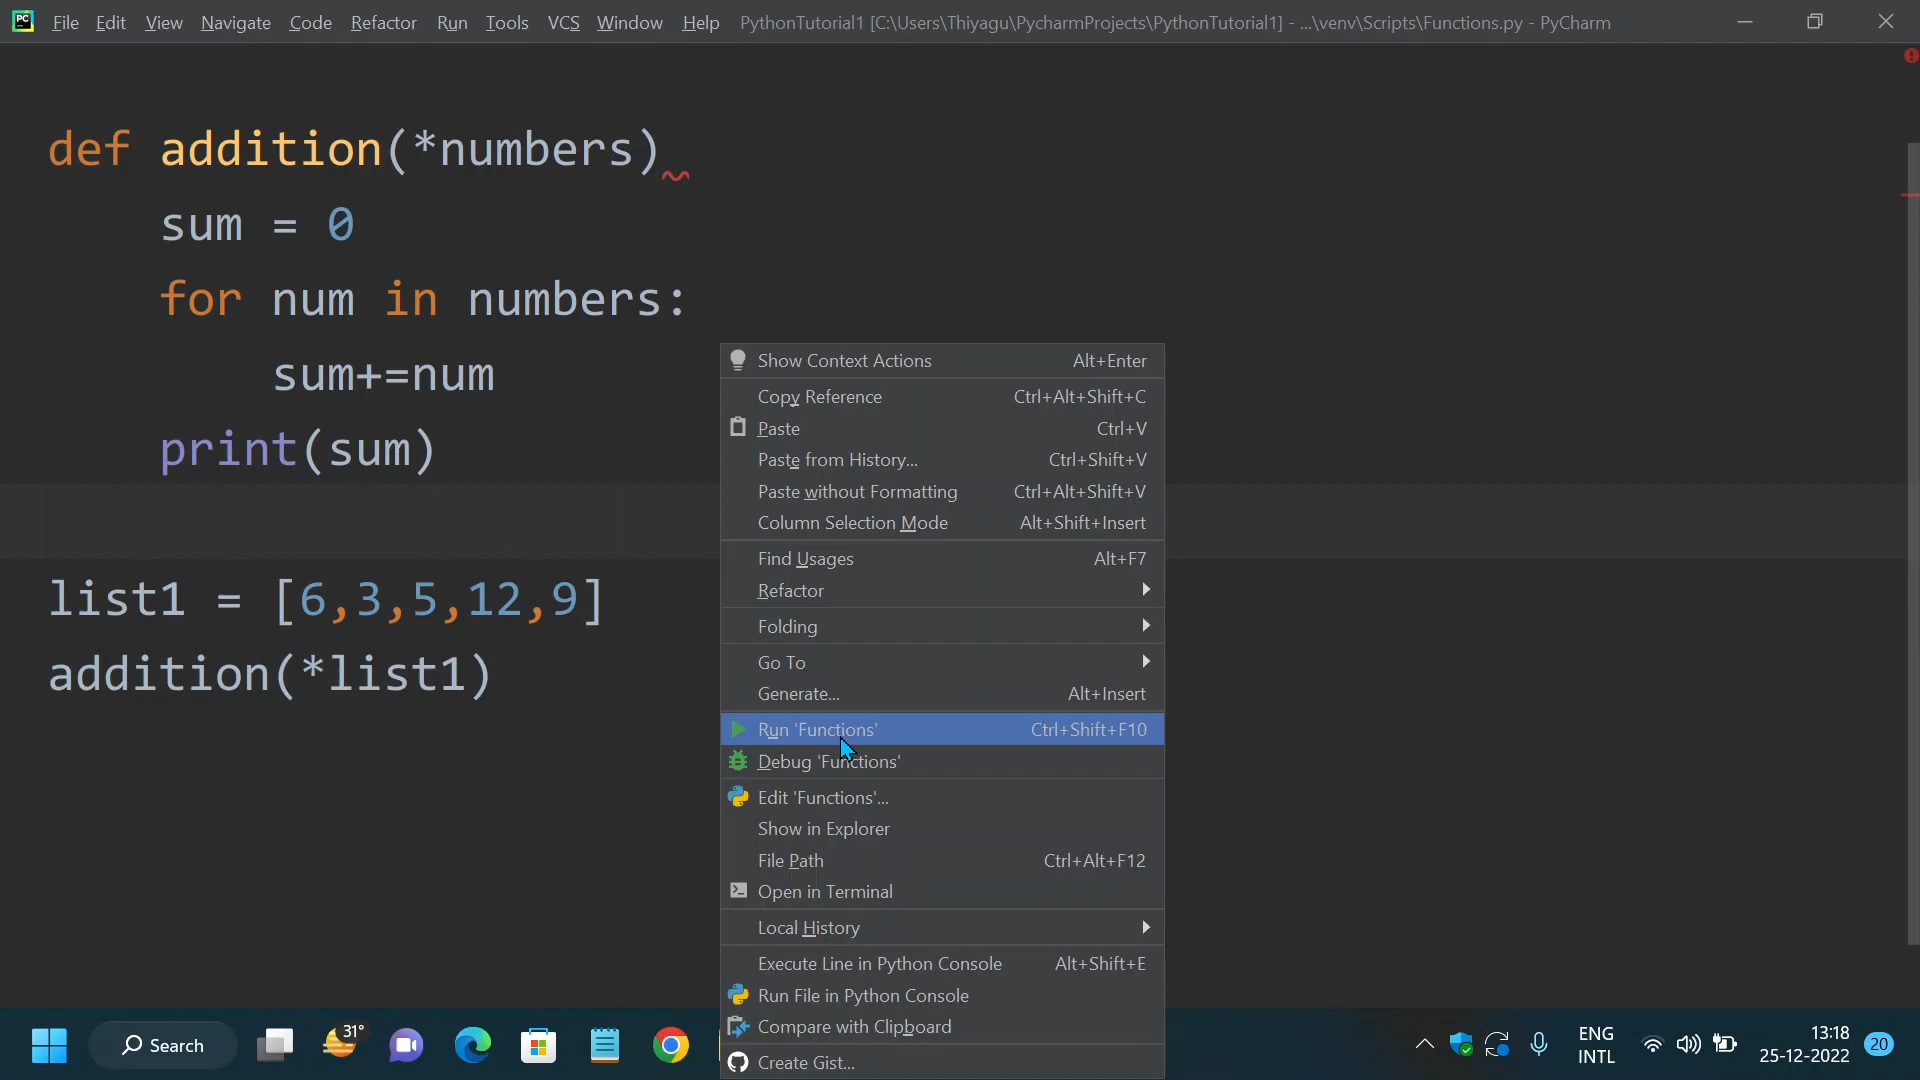 PC File Edit View Navigate Code Refactor Run Tools VCS Window Help PythonTutorial1 [C:\Users\Thiyagu\PycharmProjects\PythonTutorial1] - ...\venv\Scripts\Functions.py - PyCharm
def addition(*numbers)
    sum = 0
    for num in numbers:
        sum+=num
    print(sum)
list1 = [6,3,5,12,9]
addition(*list1)
Show Context Actions Alt+Enter
Copy Reference Ctrl+Alt+Shift+C
Paste Ctrl+V
Paste from History... Ctrl+Shift+V
Paste without Formatting Ctrl+Alt+Shift+V
Column Selection Mode Alt+Shift+Insert
Find Usages Alt+F7
Refactor
Folding
Go To
Generate... Alt+Insert
Run 'Functions' Ctrl+Shift+F10
Debug 'Functions'
Edit 'Functions'...
Show in Explorer
File Path Ctrl+Alt+F12
Open in Terminal
Local History
Execute Line in Python Console Alt+Shift+E
Run File in Python Console
Compare with Clipboard
Create Gist...
Search 31° ENG 13:18 20
INTL 25-12-2022